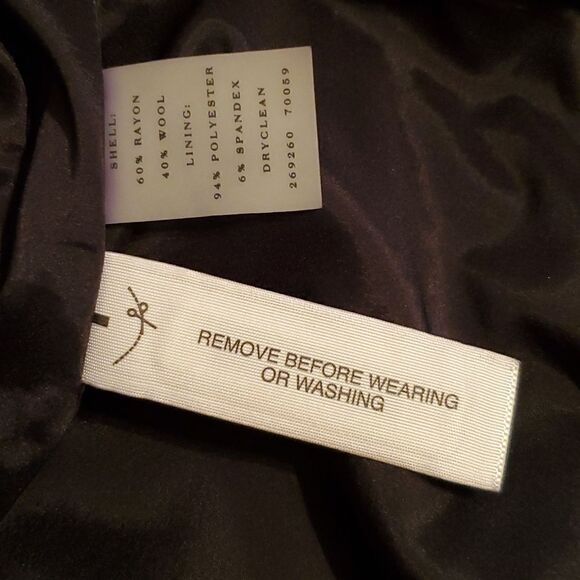 SHELL:
60% RAYON
40% WOOL
LINING:
94% POLYESTER
6% SPANDEX
DRYCLEAN
269260 70059
REMOVE BEFORE WEARING
OR WASHING